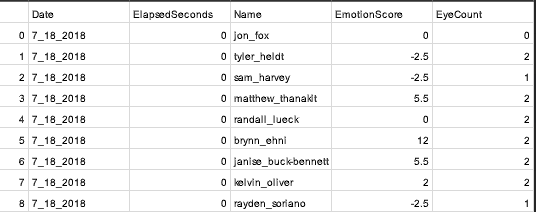 Date ElapsedSeconds Name EmotionScore EyeCount
0 7_18_2018 0 jon_fox 0 0
1 7_18_2018 0 tyler_heldt -2.5 2
2 7_18_2018 0 sam_harvey -2.5 1
3 7_18_2018 0 matthew_thanakit 5.5 2
4 7_18_2018 0 randall_lueck 0 2
5 7_18_2018 0 brynn_ehni 12 2
6 7_18_2018 0 janise_buck-bennett 5.5 2
7 7_18_2018 0 kelvin_oliver 2 2
8 7_18_2018 0 rayden_soriano -2.5 1